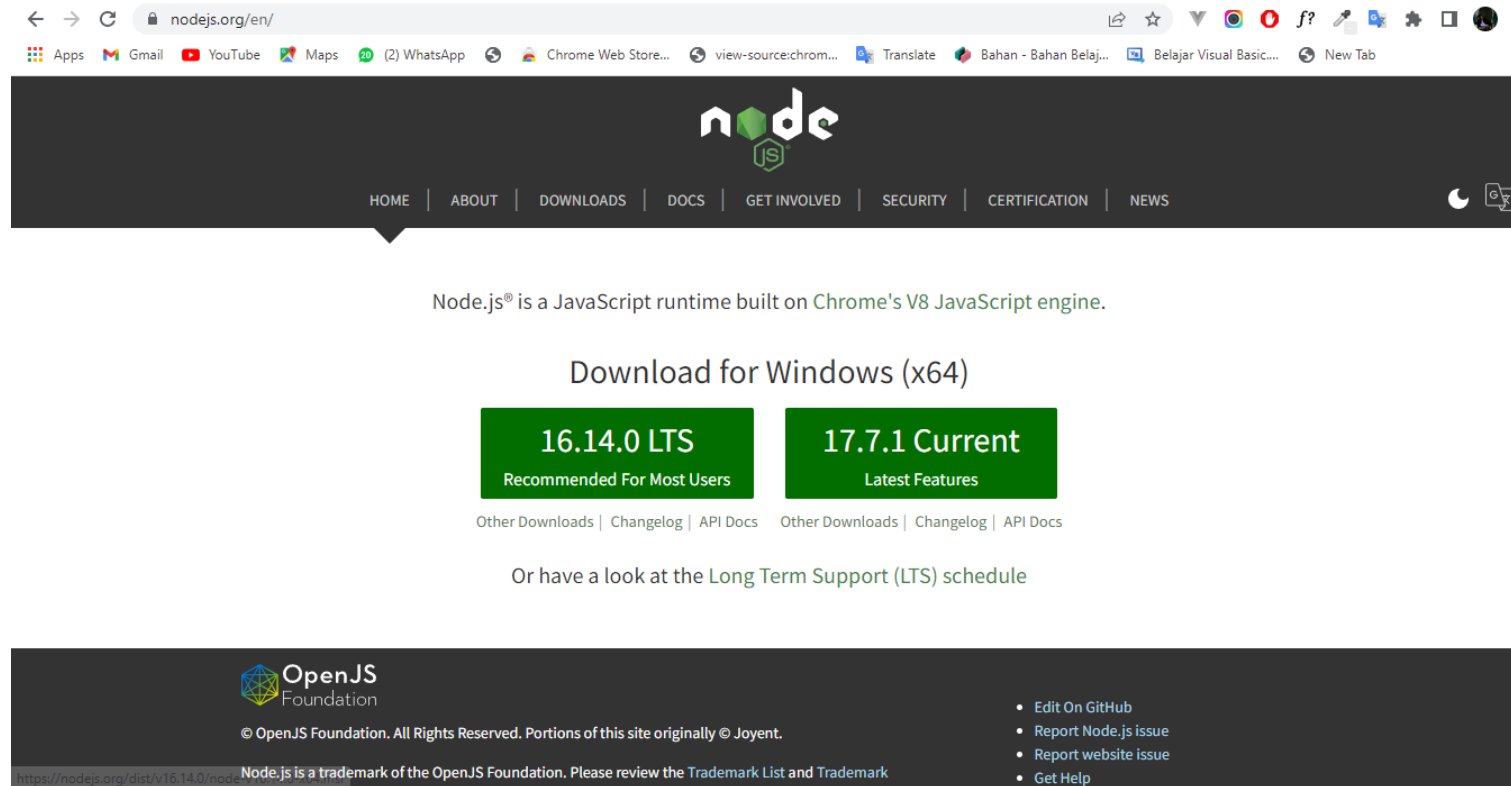 nodejs.org/en/
f?
Apps Gmail YouTube Maps 20 (2) WhatsApp Chrome Web Store... view-source:chrom... Translate Bahan - Bahan Belaj... Belajar Visual Basic.... New Tab
node
JS
HOME | ABOUT | DOWNLOADS | DOCS | GET INVOLVED | SECURITY | CERTIFICATION | NEWS
Node.js® is a JavaScript runtime built on Chrome's V8 JavaScript engine.
Download for Windows (x64)
16.14.0 LTS
Recommended For Most Users
17.7.1 Current
Latest Features
Other Downloads | Changelog | API Docs
Other Downloads | Changelog | API Docs
Or have a look at the Long Term Support (LTS) schedule
OpenJS
Foundation
© OpenJS Foundation. All Rights Reserved. Portions of this site originally © Joyent.
Node.js is a trademark of the OpenJS Foundation. Please review the Trademark List and Trademark
Edit On GitHub
Report Node.js issue
Report website issue
Get Help